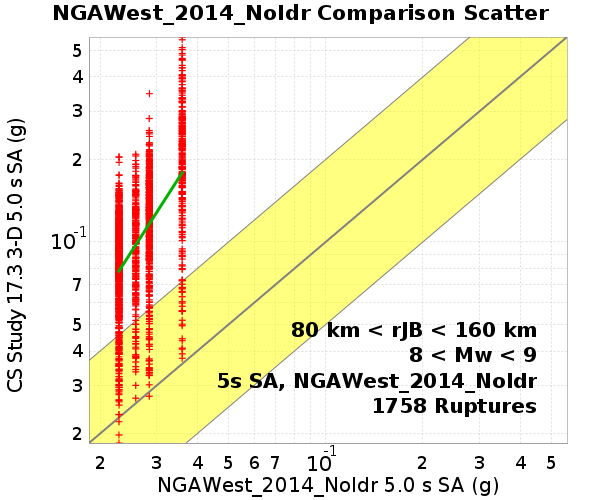 NGAWest_2014_NoIdr Comparison Scatter
CS Study 17.3 3-D 5.0 s SA (g)
5
4
3
2
10-1
7
5
4
3
2
80 km < rJB < 160 km
8 < Mw < 9
5s SA, NGAWest_2014_NoIdr
1758 Ruptures
2 3 4 5 6 7 10-1 2 3 4 5
NGAWest_2014_NoIdr 5.0 s SA (g)